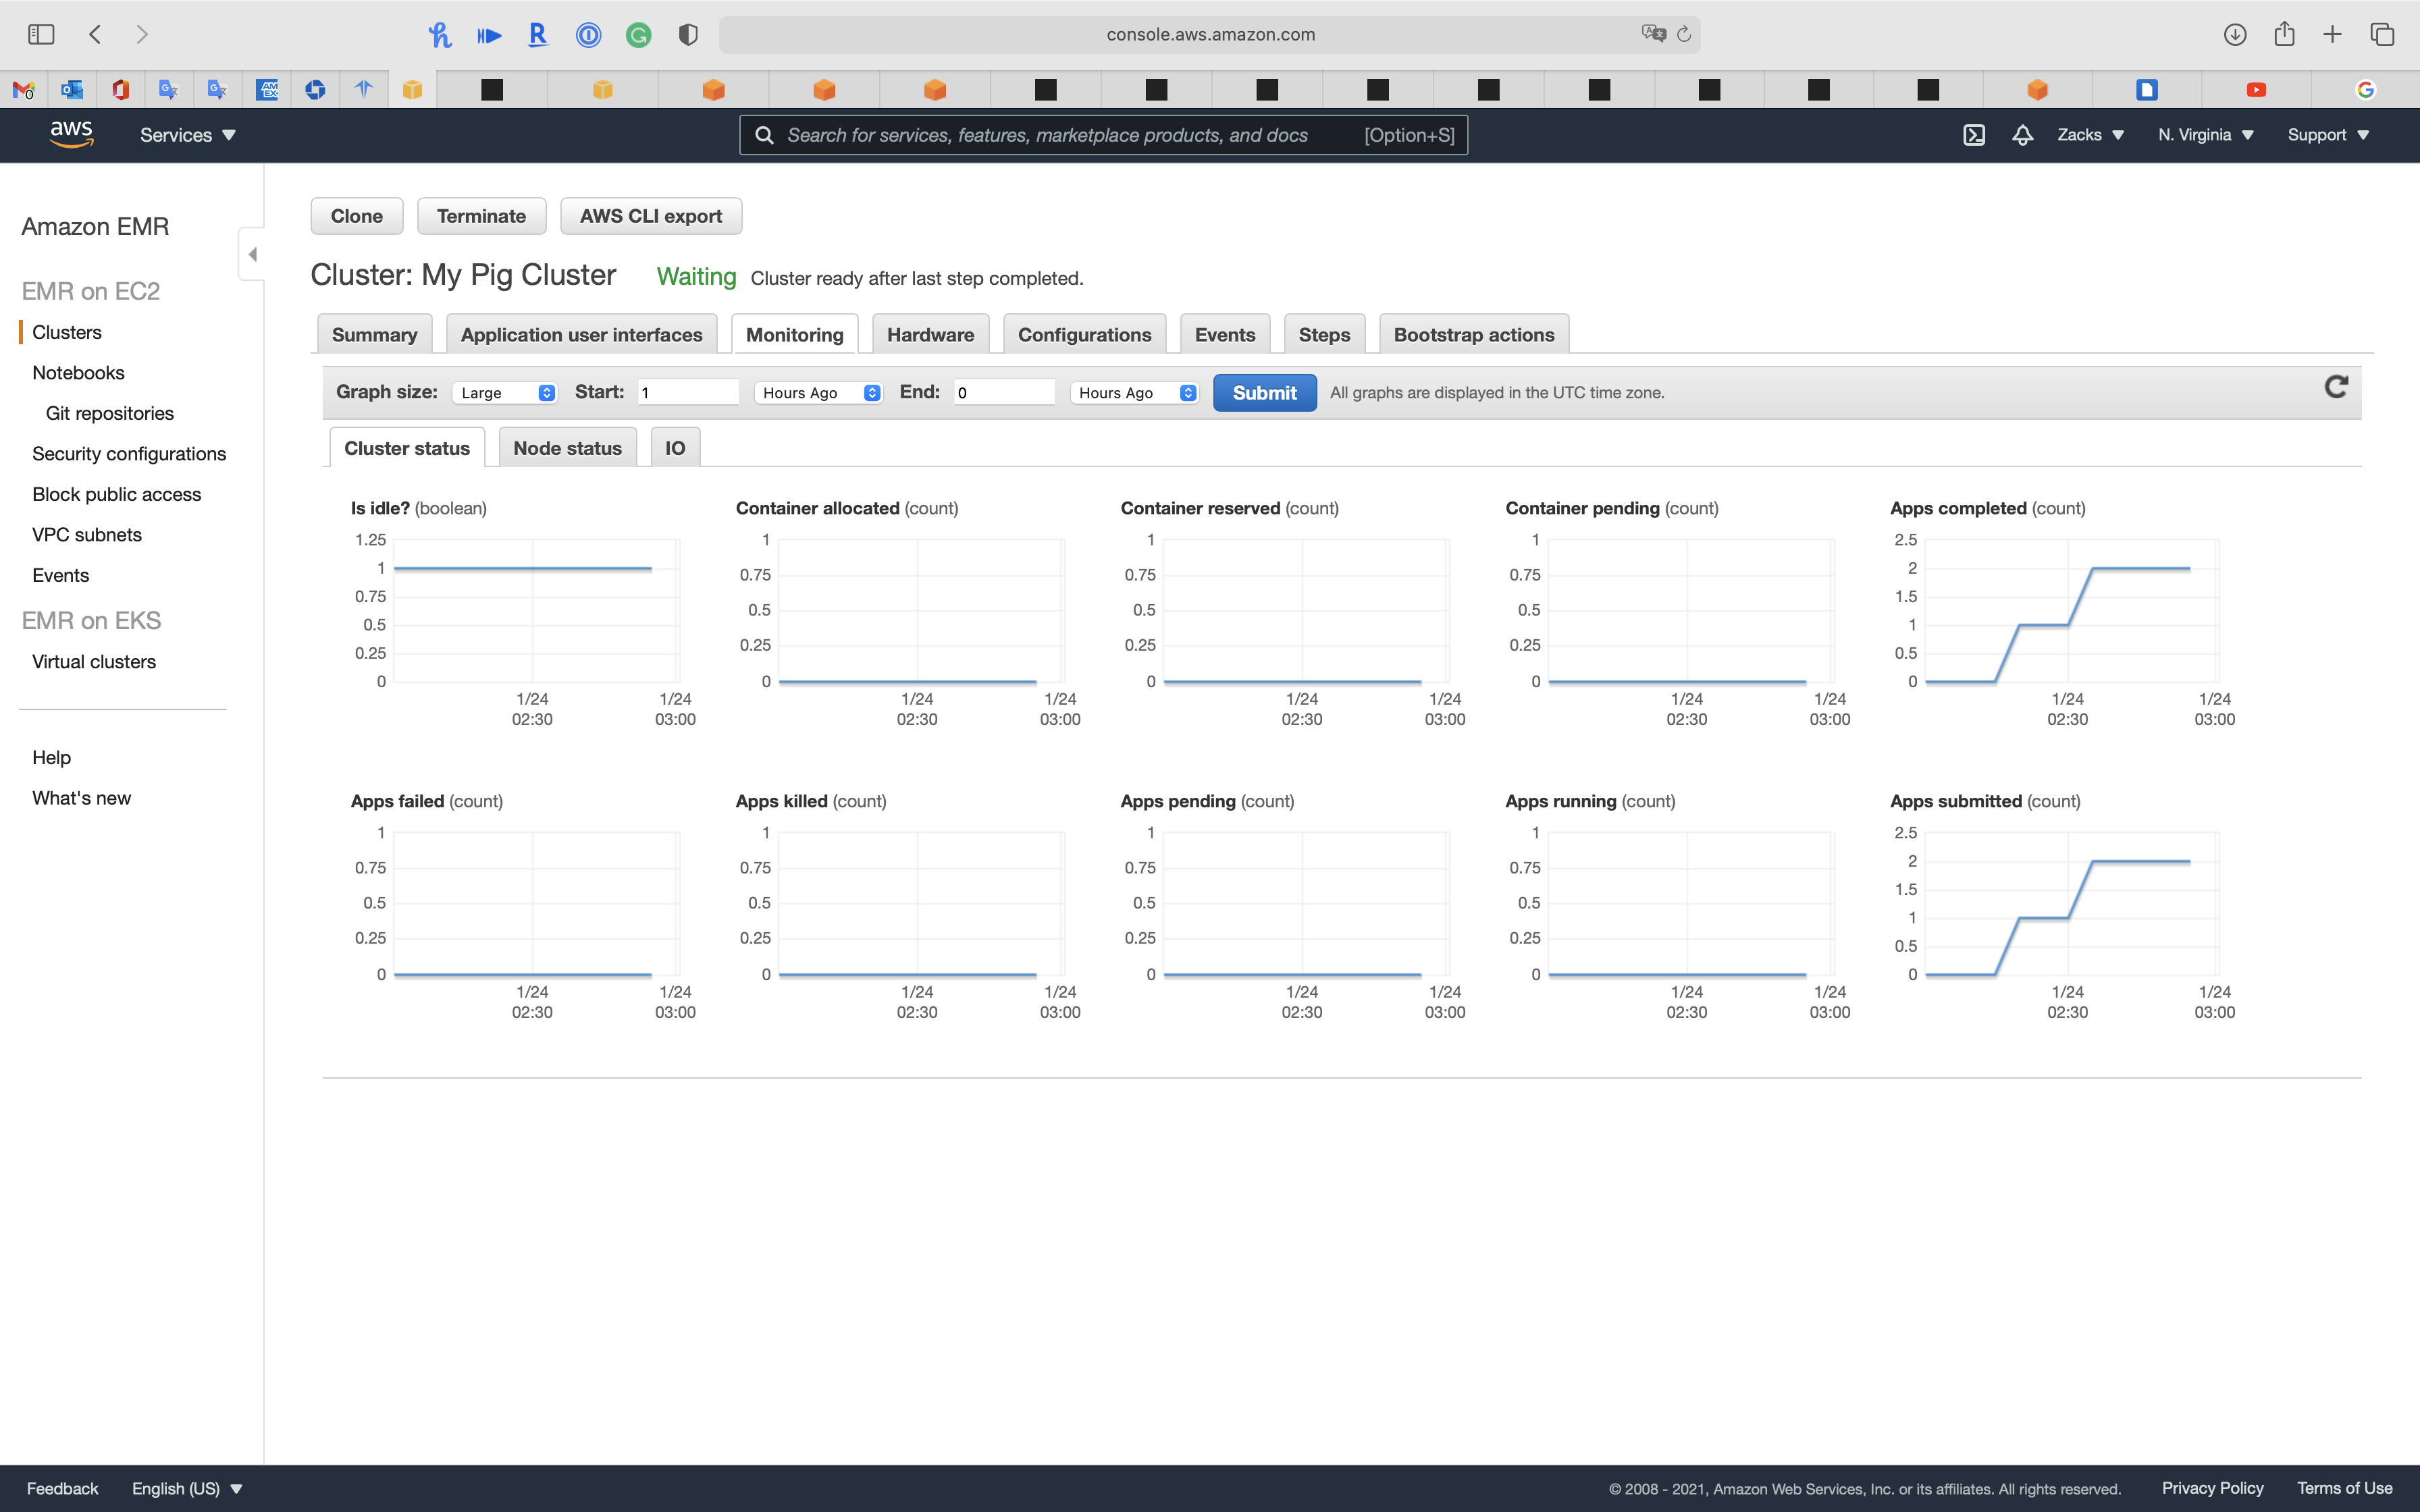 console.aws.amazon.com
aws
Services
Search for services, features, marketplace products, and docs [Option+S]
Zacks
N. Virginia
Support
Amazon EMR
EMR on EC2
Clusters
Notebooks
Git repositories
Security configurations
Block public access
VPC subnets
Events
EMR on EKS
Virtual clusters
Help
What's new
Clone Terminate AWS CLI export
Cluster: My Pig Cluster Waiting Cluster ready after last step completed.
Summary Application user interfaces Monitoring Hardware Configurations Events Steps Bootstrap actions
Graph size: Large Start: 1 Hours Ago End: 0 Hours Ago Submit All graphs are displayed in the UTC time zone.
Cluster status Node status IO
Is idle? (boolean)
1.25
1
0.75
0.5
0.25
0
1/24 1/24
02:30 03:00
Container allocated (count)
1
0.75
0.5
0.25
0
1/24 1/24
02:30 03:00
Container reserved (count)
1
0.75
0.5
0.25
0
1/24 1/24
02:30 03:00
Container pending (count)
1
0.75
0.5
0.25
0
1/24 1/24
02:30 03:00
Apps completed (count)
2.5
2
1.5
1
0.5
0
1/24 1/24
02:30 03:00
Apps failed (count)
1
0.75
0.5
0.25
0
1/24 1/24
02:30 03:00
Apps killed (count)
1
0.75
0.5
0.25
0
1/24 1/24
02:30 03:00
Apps pending (count)
1
0.75
0.5
0.25
0
1/24 1/24
02:30 03:00
Apps running (count)
1
0.75
0.5
0.25
0
1/24 1/24
02:30 03:00
Apps submitted (count)
2.5
2
1.5
1
0.5
0
1/24 1/24
02:30 03:00
Feedback English (US)
© 2008 - 2021, Amazon Web Services, Inc. or its affiliates. All rights reserved. Privacy Policy Terms of Use